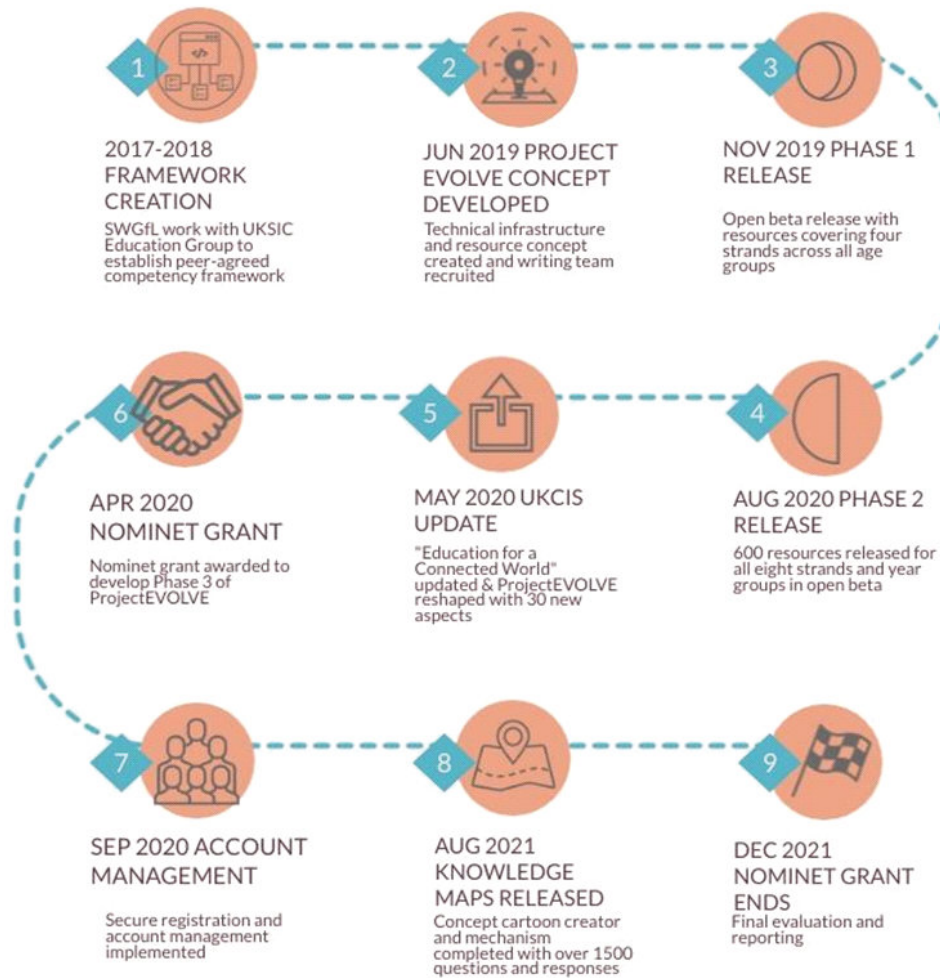 1
2017-2018
FRAMEWORK
CREATION
SWGfL work with UKSIC
Education Group to
establish peer-agreed
competency framework
2
JUN 2019 PROJECT
EVOLVE CONCEPT
DEVELOPED
Technical infrastructure
and resource concept
created and writing team
recruited
3
NOV 2019 PHASE 1
RELEASE
Open beta release with
resources covering four
strands across all age
groups
4
AUG 2020 PHASE 2
RELEASE
600 resources released for
all eight strands and year
groups in open beta
5
MAY 2020 UKCIS
UPDATE
"Education for a
Connected World"
updated & ProjectEVOLVE
reshaped with 30 new
aspects
6
APR 2020
NOMINET GRANT
Nominet grant awarded to
develop Phase 3 of
ProjectEVOLVE
7
SEP 2020 ACCOUNT
MANAGEMENT
Secure registration and
account management
implemented
8
AUG 2021
KNOWLEDGE
MAPS RELEASED
Concept cartoon creator
and mechanism
completed with over 1500
questions and responses
9
DEC 2021
NOMINET GRANT
ENDS
Final evaluation and
reporting